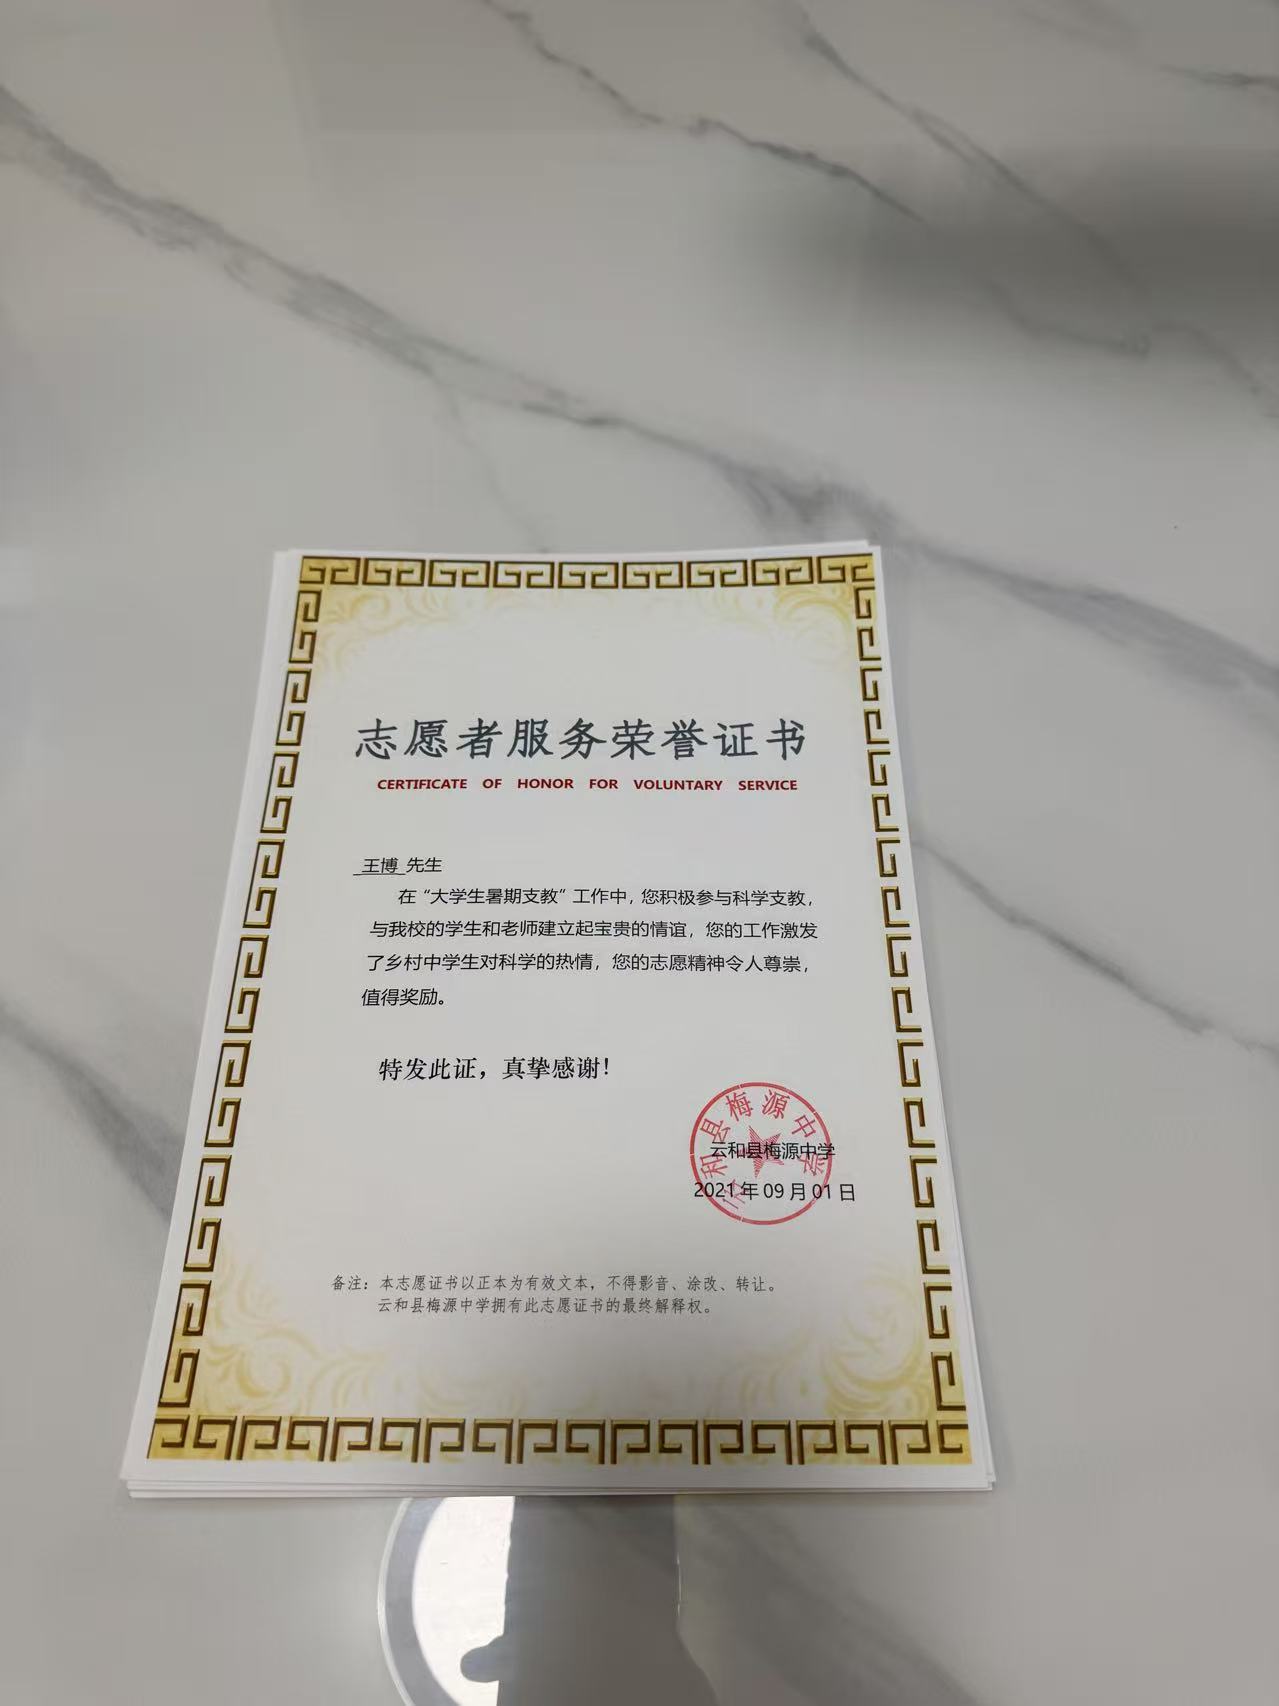 志愿者服务荣誉证书
CERTIFICATE OF HONOR FOR VOLUNTARY SERVICE
王博 先生
在“大学生暑期支教”工作中，您积极参与科学支教，
与我校的学生和老师建立起宝贵的情谊，您的工作激发
了乡村中学生对科学的热情，您的志愿精神令人尊崇，
值得奖励。
特发此证，真挚感谢！
云和县梅源中学
云和县梅源中学
2021 年 09 月 01 日
备注：本志愿证书以正本为有效文本，不得影音、涂改、转让。
云和县梅源中学拥有此志愿证书的最终解释权。